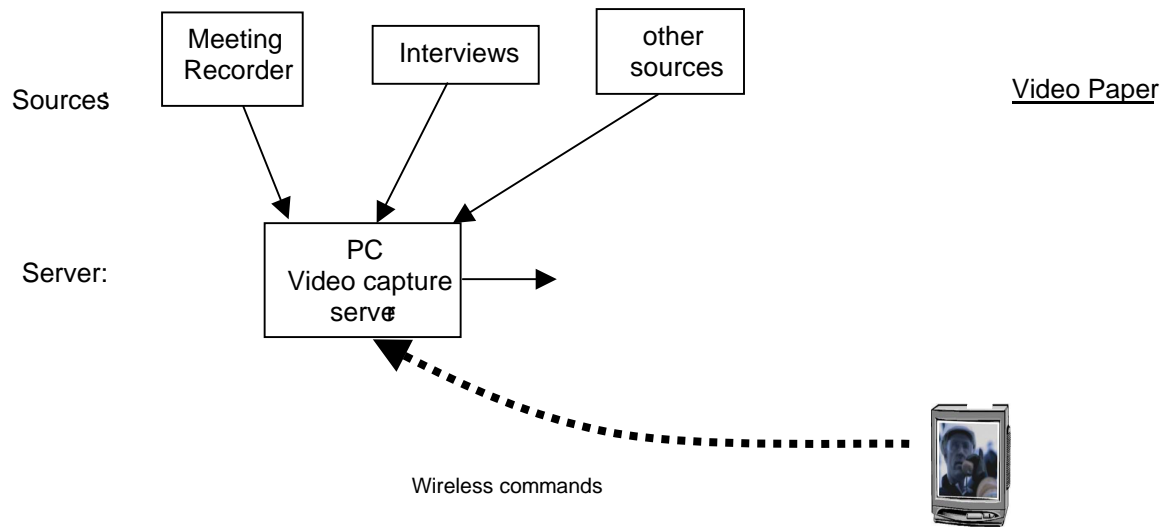 Meeting
Recorder
Interviews
other
sources
Sources:
Video Paper
Server:
PC
Video capture
server
Wireless commands